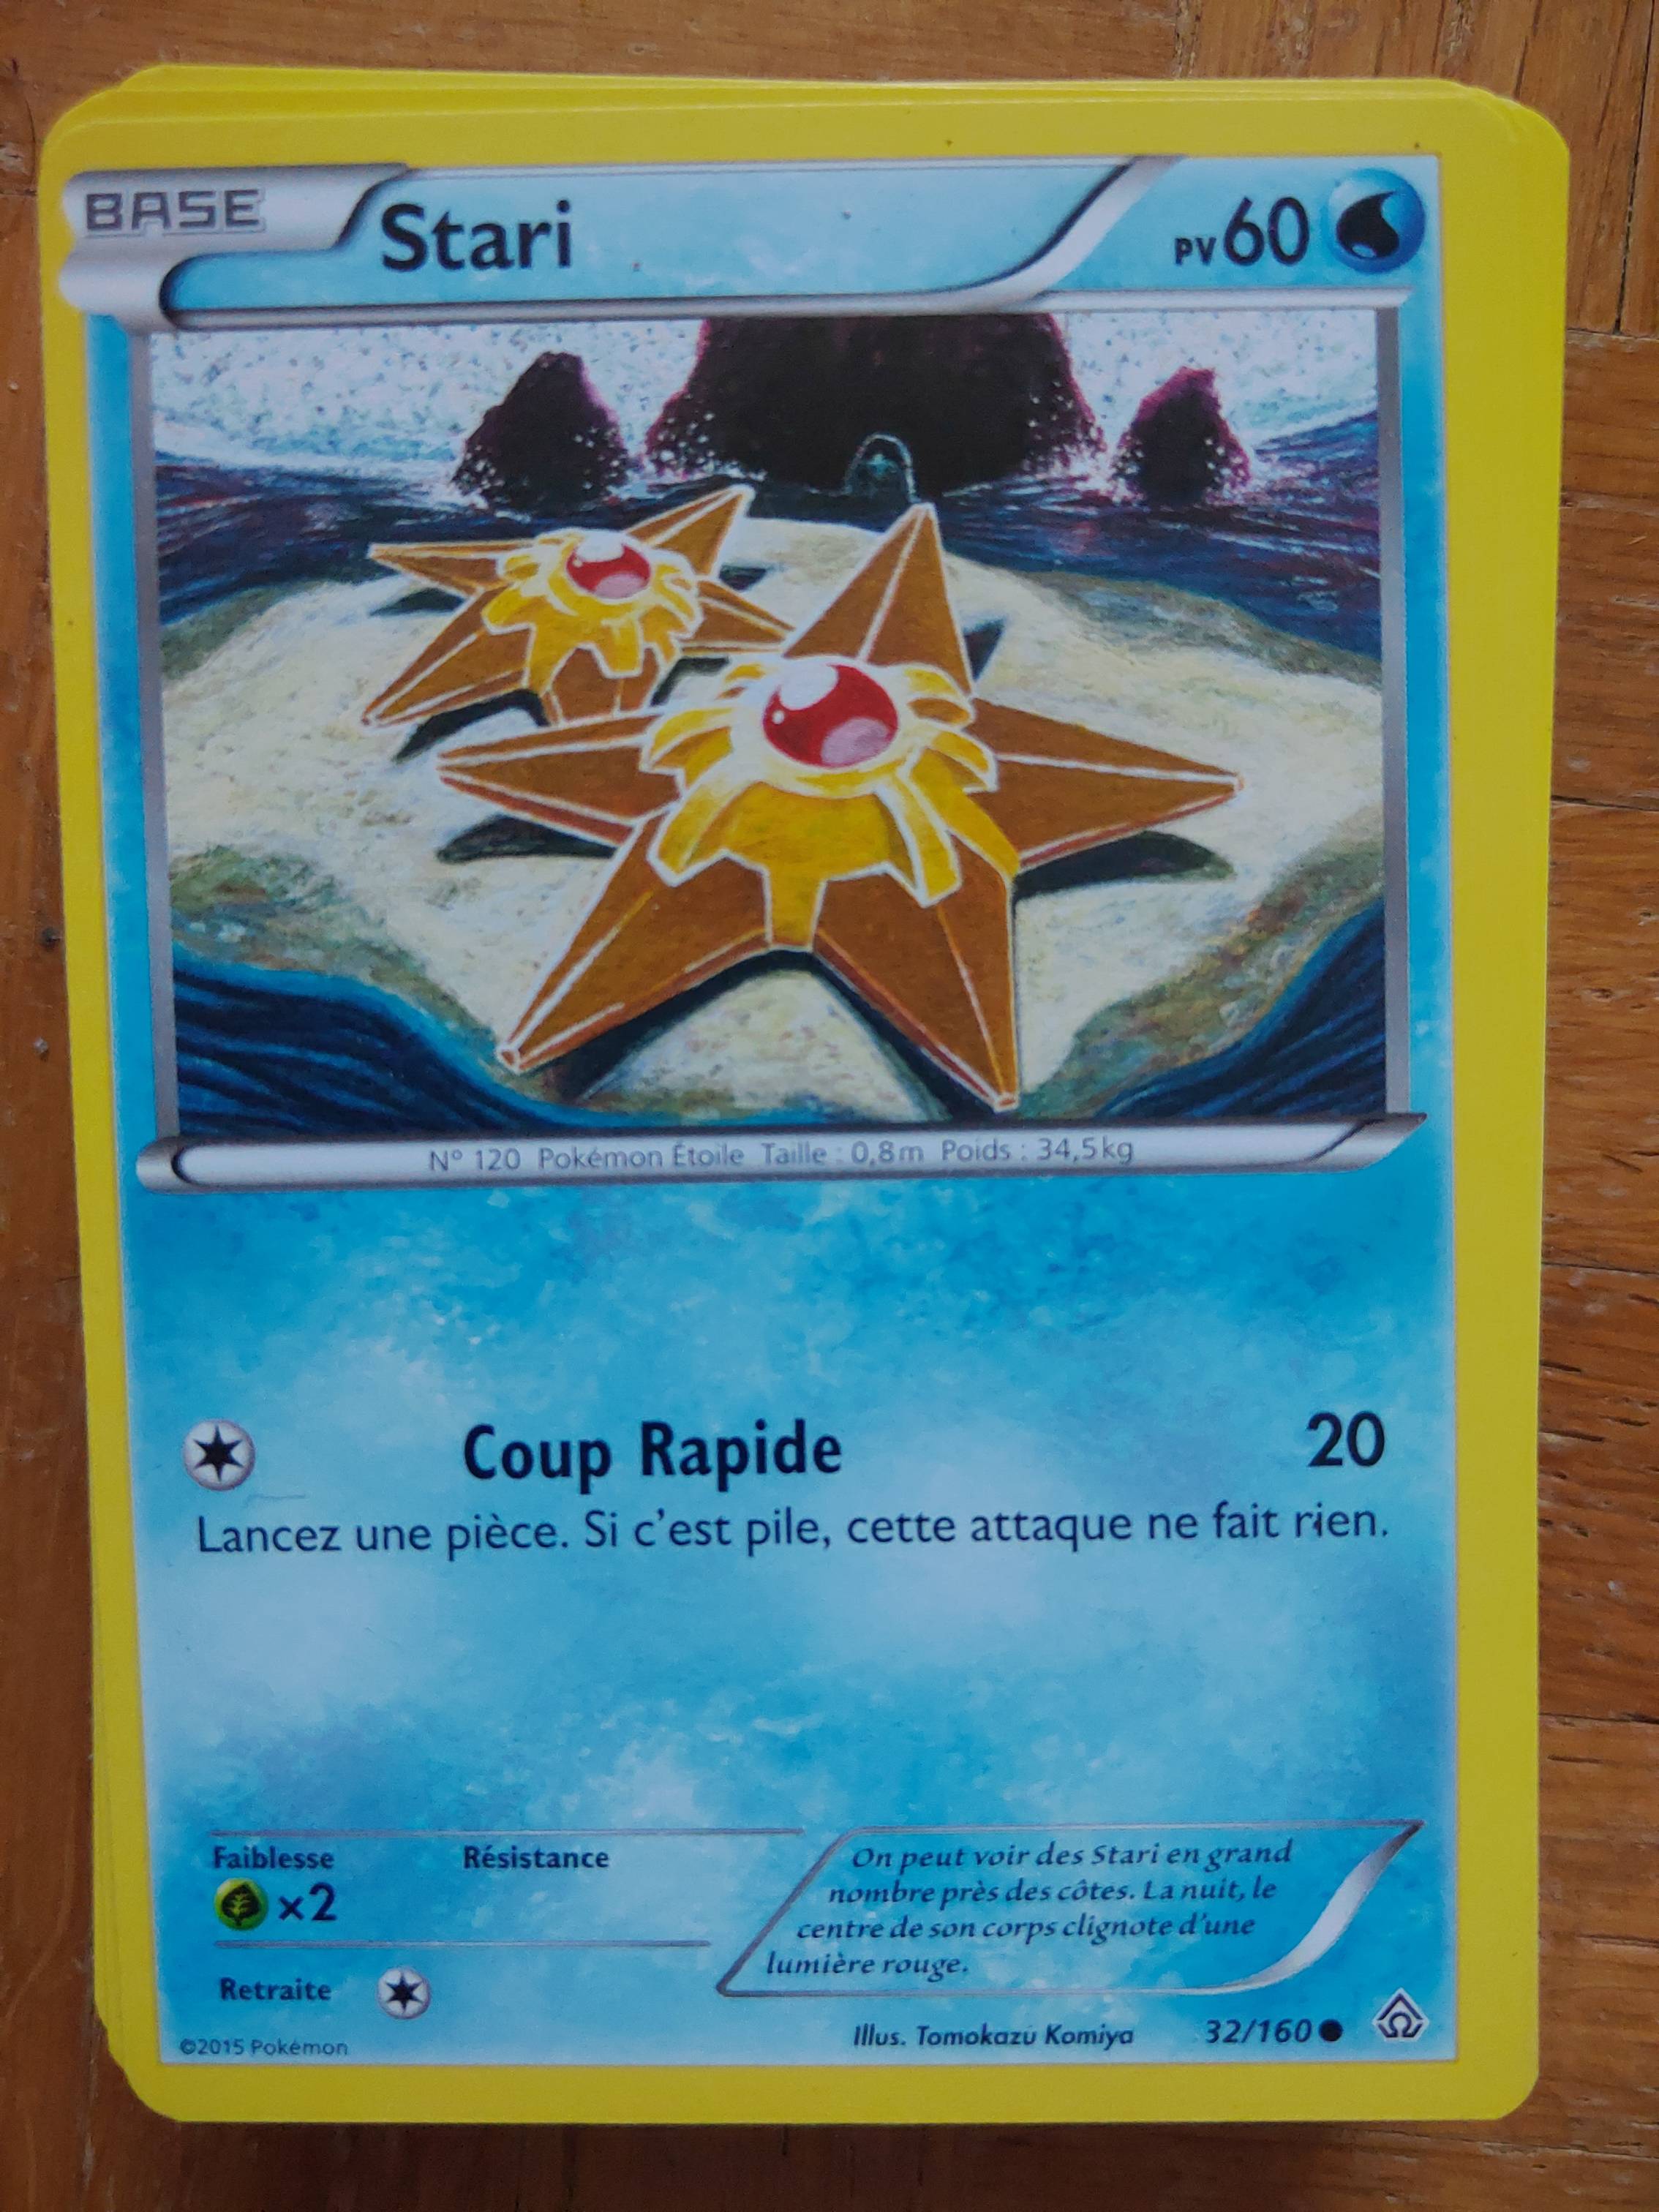 BASE
Stari
PV60
N° 120 Pokémon Étoile Taille : 0,8m Poids : 34,5kg
Coup Rapide 20
Lancez une pièce. Si c'est pile, cette attaque ne fait rien.
Faiblesse Résistance
×2
Retraite
On peut voir des Stari en grand
nombre près des côtes. La nuit, le
centre de son corps clignote d'une
lumière rouge.
©2015 Pokémon
Illus. Tomokazu Komiya 32/160